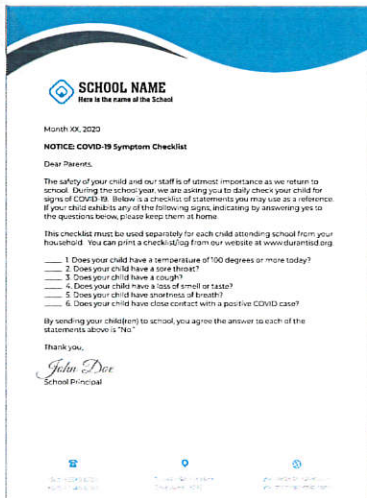 SCHOOL NAME
Here is the name of the School
Month XX, 2020
NOTICE: COVID-19 Symptom Checklist
Dear Parents,
The safety of your child and our staff is of utmost importance as we return to
school. During the school year, we are asking you to daily check your child for
signs of COVID-19. Below is a checklist of statements you may use as a reference.
If your child exhibits any of the following signs, indicating by answering yes to
the questions below, please keep them at home.
This checklist must be used separately for each child attending school from your
household. You can print a checklist/log from our website at www.durantisd.org.
____ 1. Does your child have a temperature of 100 degrees or more today?
____ 2. Does your child have a sore throat?
____ 3. Does your child have a cough?
____ 4. Does your child have a loss of smell or taste?
____ 5. Does your child have shortness of breath?
____ 6. Does your child have close contact with a positive COVID case?
By sending your child(ren) to school, you agree the answer to each of the
statements above is "No."
Thank you,
John Doe
School Principal